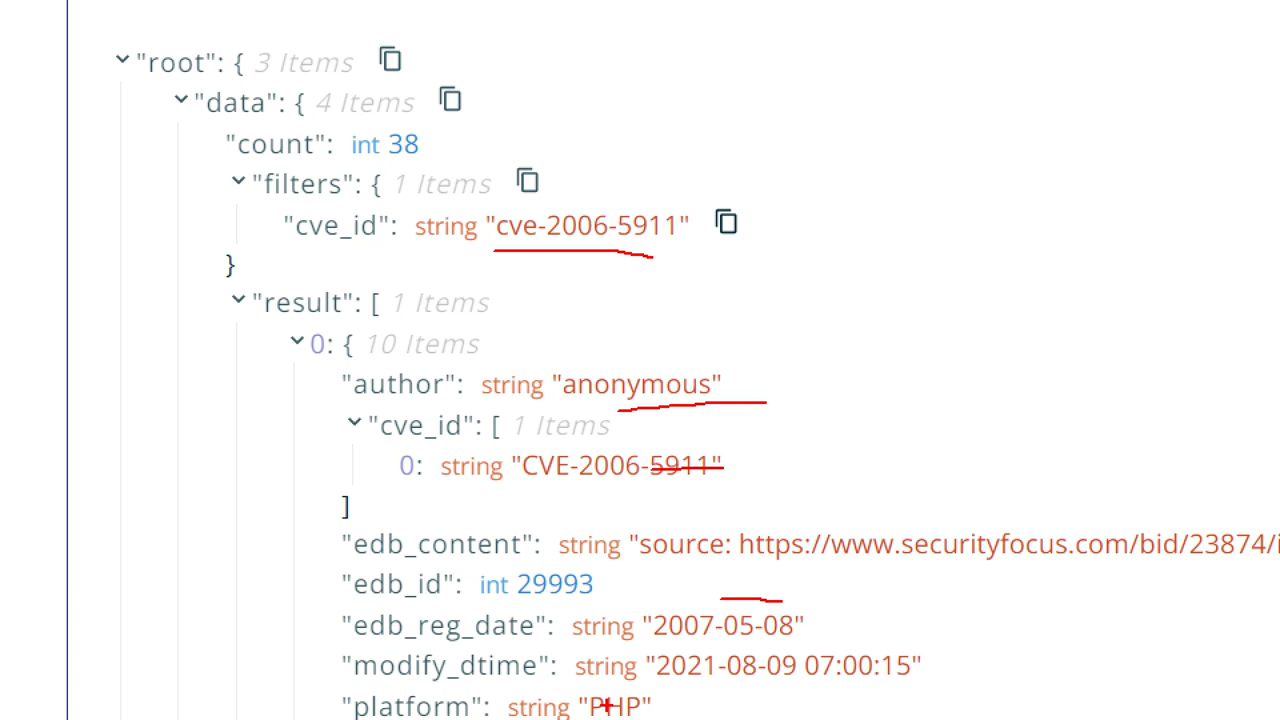 "root": { 3 Items
"data": { 4 Items
"count": int 38
"filters": { 1 Items
"cve_id": string "cve-2006-5911"
}
"result": [ 1 Items
0: { 10 Items
"author": string "anonymous"
"cve_id": [ 1 Items
0: string "CVE-2006-5911"
]
"edb_content": string "source: https://www.securityfocus.com/bid/23874/i
"edb_id": int 29993
"edb_reg_date": string "2007-05-08"
"modify_dtime": string "2021-08-09 07:00:15"
"platform": string "PHP"